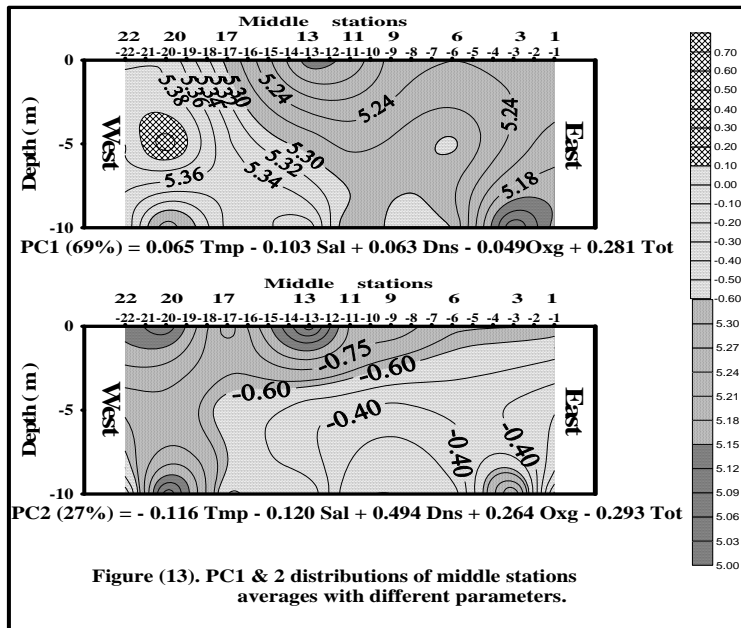 Middle stations
22 20 17 13 11 9 6 3 1
-22 -21 -20 -19 -18 -17 -16 -15 -14 -13 -12 -11 -10 -9 -8 -7 -6 -5 -4 -3 -2 -1
0
-5
-10
Depth ( m )
West
East
5.38 5.36 5.34 5.30 5.24
5.24
5.24
5.30
5.32
5.34
5.36
5.18
PC1 (69%) = 0.065 Tmp - 0.103 Sal + 0.063 Dns - 0.049Oxg + 0.281 Tot
Middle stations
22 20 17 13 11 9 6 3 1
-22 -21 -20 -19 -18 -17 -16 -15 -14 -13 -12 -11 -10 -9 -8 -7 -6 -5 -4 -3 -2 -1
0
-5
-10
Depth ( m )
West
East
-0.75
-0.60
-0.60
-0.40
-0.40
-0.40
PC2 (27%) = - 0.116 Tmp - 0.120 Sal + 0.494 Dns + 0.264 Oxg - 0.293 Tot
0.70
0.60
0.40
0.30
0.20
0.10
0.00
-0.10
-0.20
-0.30
-0.40
-0.50
-0.60
5.30
5.27
5.24
5.21
5.18
5.15
5.12
5.09
5.06
5.03
5.00
Figure (13). PC1 & 2 distributions of middle stations
averages with different parameters.